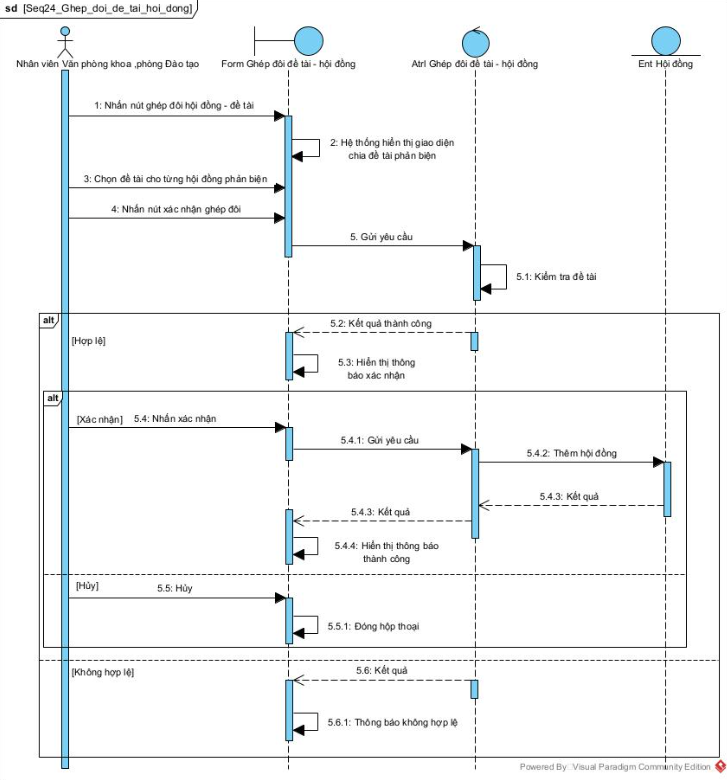 sd [Seq24_Ghep_doi_de_tai_hoi_dong]
Nhân viên Văn phòng khoa ,phòng Đào tạo
Form Ghép đôi đề tài - hội đồng
Atrl Ghép đôi đề tài - hội đồng
Ent Hội đồng
1: Nhấn nút ghép đôi hội đồng - đề tài
2: Hệ thống hiển thị giao diện
chia đề tài phản biện
3: Chọn đề tài cho từng hội đồng phản biện
4: Nhấn nút xác nhận ghép đôi
5. Gửi yêu cầu
5.1: Kiểm tra đề tài
alt
5.2: Kết quả thành công
[Hợp lệ]
5.3: Hiển thị thông
báo xác nhận
alt
[Xác nhận]
5.4: Nhấn xác nhận
5.4.1: Gửi yêu cầu
5.4.2: Thêm hội đồng
5.4.3: Kết quả
5.4.3: Kết quả
5.4.4: Hiển thị thông báo
thành công
[Hủy]
5.5: Hủy
5.5.1: Đóng hộp thoại
[Không hợp lệ]
5.6: Kết quả
5.6.1: Thông báo không hợp lệ
Powered By Visual Paradigm Community Edition